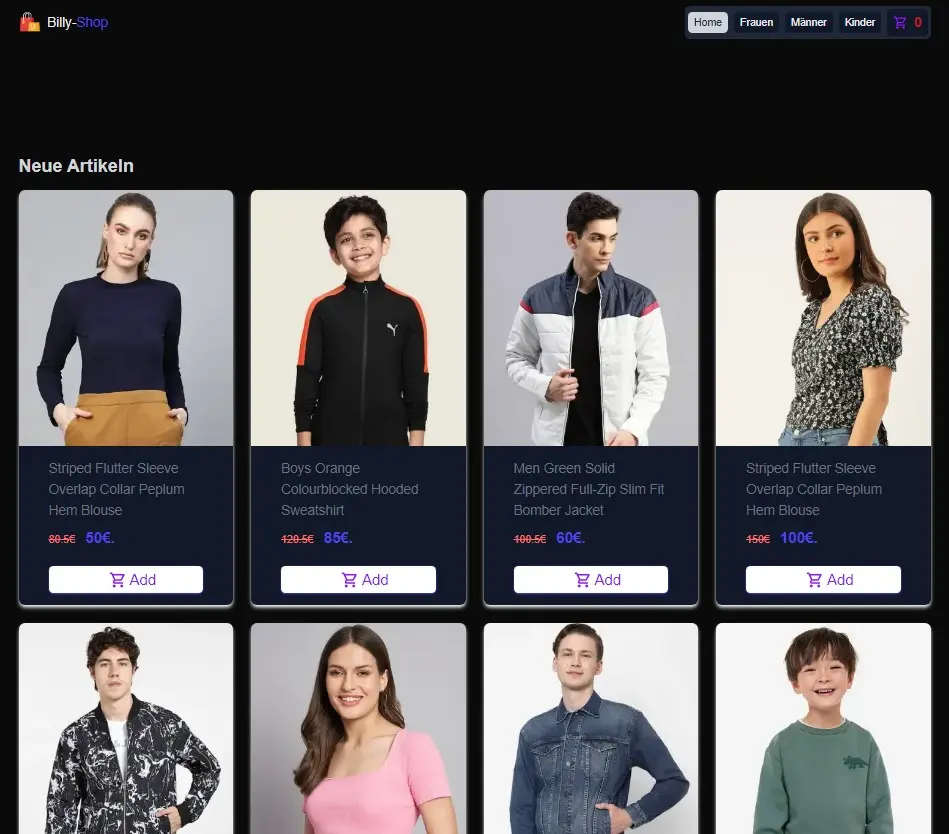 Billy-Shop
Home Frauen Männer Kinder 0
Neue Artikeln
Striped Flutter Sleeve
Overlap Collar Peplum
Hem Blouse
80.5€ 50€.
Add
Boys Orange
Colourblocked Hooded
Sweatshirt
120.5€ 85€.
Add
Men Green Solid
Zippered Full-Zip Slim Fit
Bomber Jacket
100.5€ 60€.
Add
Striped Flutter Sleeve
Overlap Collar Peplum
Hem Blouse
150€ 100€.
Add